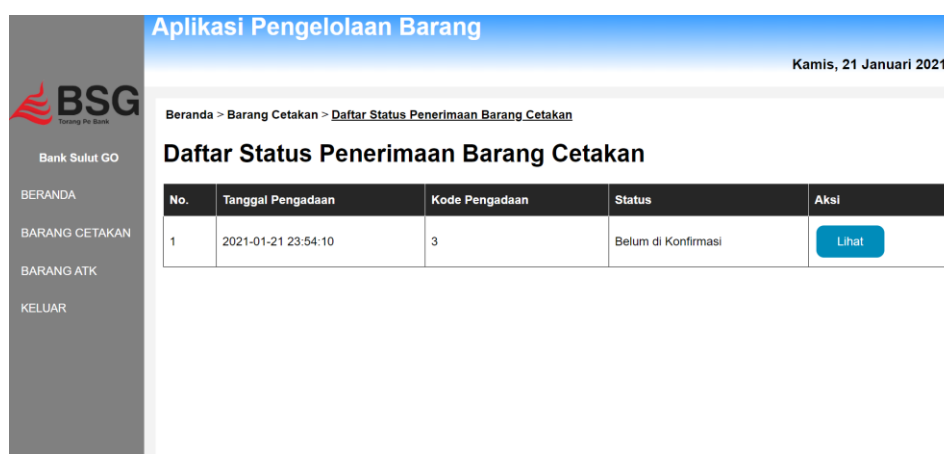 Aplikasi Pengelolaan Barang
Kamis, 21 Januari 2021
BSG
Torang Pe Bank
Bank Sulut GO
BERANDA
BARANG CETAKAN
BARANG ATK
KELUAR
Beranda > Barang Cetakan > Daftar Status Penerimaan Barang Cetakan
Daftar Status Penerimaan Barang Cetakan
No. Tanggal Pengadaan Kode Pengadaan Status Aksi
1 2021-01-21 23:54:10 3 Belum di Konfirmasi Lihat